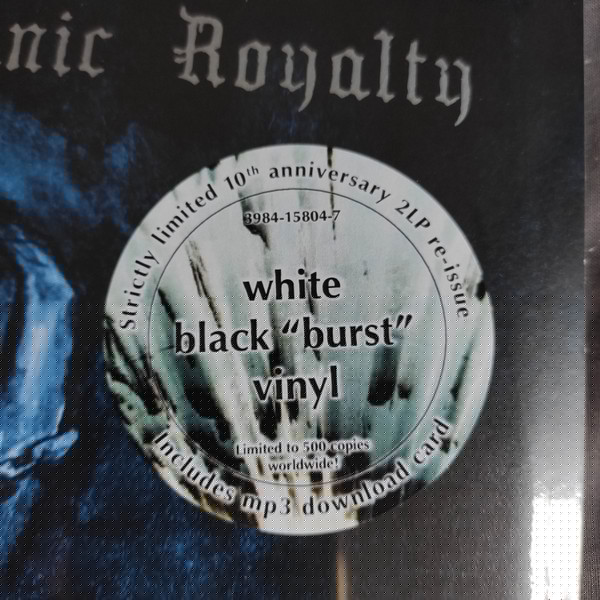 nic Royalty
Strictly limited 10th anniversary 2LP re-issue
3984-15804-7
white
black “burst”
vinyl
Limited to 500 copies
worldwide!
Includes mp3 download card